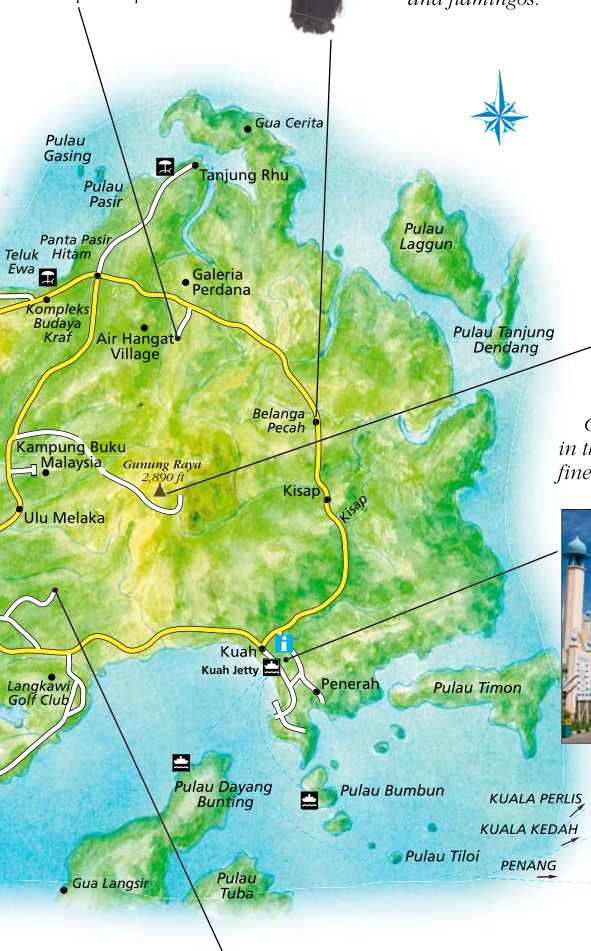 and flamingos.
Gua Cerita
Pulau
Gasing
Tanjung Rhu
Pulau
Pasir
Pulau
Laggun
Panta Pasir
Hitam
Teluk
Ewa
Galeria
Perdana
Kompleks
Budaya
Kraf
Air Hangat
Village
Pulau Tanjung
Dendang
Belanga
Pecah
in th
fine
Kampung Buku
Malaysia
Gunung Raya
2,890 ft
Kisap
Kisap
Ulu Melaka
i
Kuah
Kuah Jetty
Penerah
Langkawi
Golf Club
Pulau Timon
Pulau Dayang
Bunting
Pulau Bumbun
KUALA PERLIS
KUALA KEDAH
Pulau Tiloi
PENANG
Gua Langsir
Pulau
Tuba